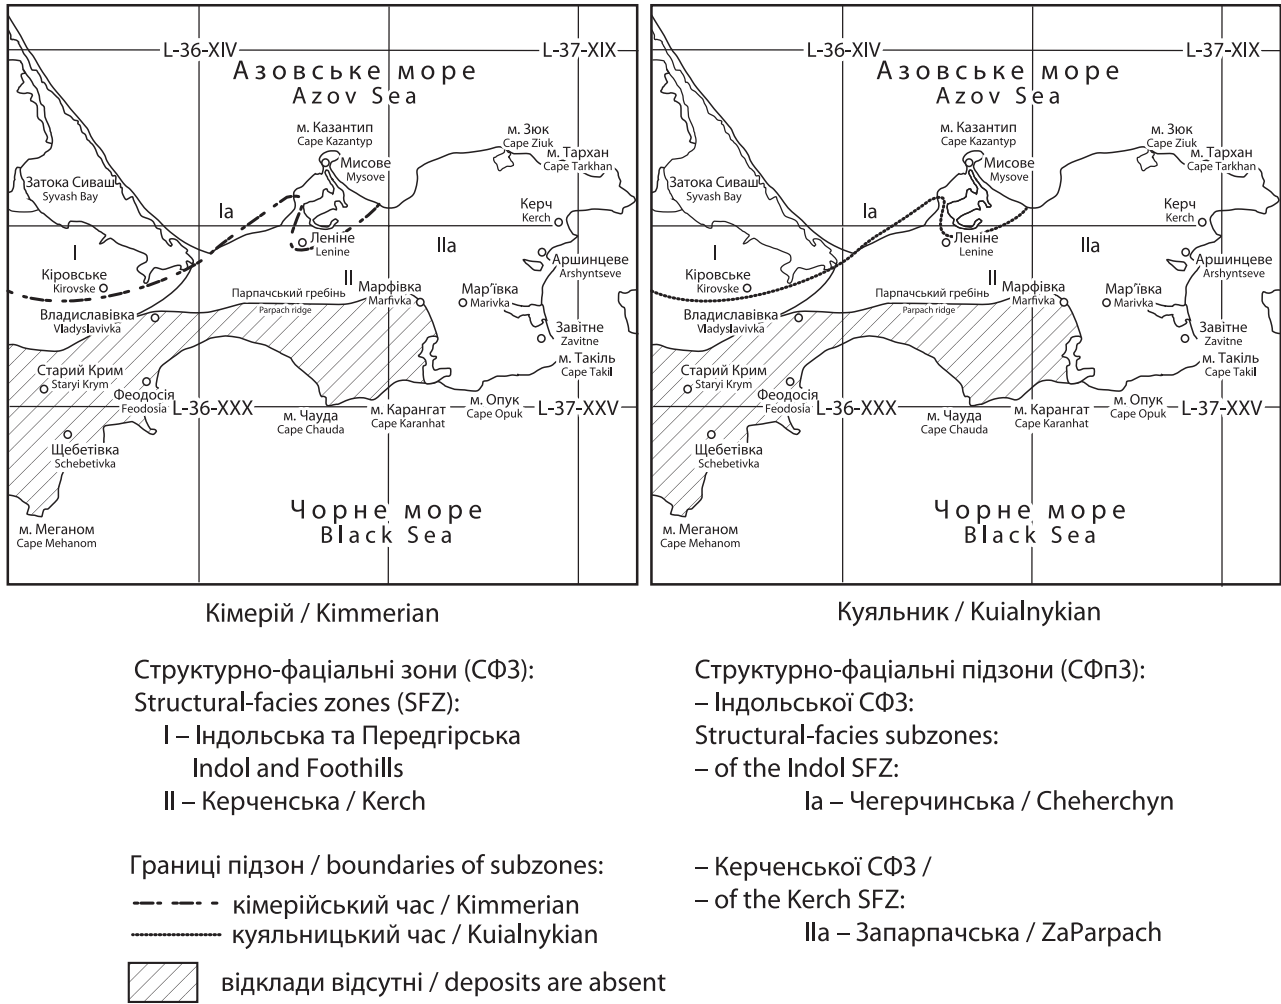 L-36-XIV
L-37-XIX
Азовське море
Azov Sea
м. Казантип
Cape Kazantyp
м. Зюк
Cape Ziuk
м. Тархан
Cape Tarkhan
Мисове
Mysove
Затока Сиваш
Syvash Bay
Iа
Керч
Kerch
I
Леніне
Lenine
IIа
Аршинцеве
Arshyntseve
Кіровське
Kirovske
II
Парпачський гребінь
Parpach ridge
Марфівка
Marfivka
Мар'ївка
Marivka
Владиславівка
Vladyslavivka
Завітне
Zavitne
м. Такіль
Cape Takil
Старий Крим
Staryi Krym
Феодосія
Feodosia
L-36-XXX
м. Чауда
Cape Chauda
м. Карангат
Cape Karanhat
м. Опук
Cape Opuk
L-37-XXV
Щебетівка
Schebetivka
Чорне море
Black Sea
м. Меганом
Cape Mehanom
L-36-XIV
L-37-XIX
Азовське море
Azov Sea
м. Казантип
Cape Kazantyp
м. Зюк
Cape Ziuk
м. Тархан
Cape Tarkhan
Мисове
Mysove
Затока Сиваш
Syvash Bay
Iа
Керч
Kerch
I
Леніне
Lenine
IIа
Аршинцеве
Arshyntseve
Кіровське
Kirovske
II
Парпачський гребінь
Parpach ridge
Марфівка
Marfivka
Мар'ївка
Marivka
Владиславівка
Vladyslavivka
Завітне
Zavitne
м. Такіль
Cape Takil
Старий Крим
Staryi Krym
Феодосія
Feodosia
L-36-XXX
м. Чауда
Cape Chauda
м. Карангат
Cape Karanhat
м. Опук
Cape Opuk
L-37-XXV
Щебетівка
Schebetivka
Чорне море
Black Sea
м. Меганом
Cape Mehanom
Кімерій / Kimmerian
Куяльник / Kuialnykian
Структурно-фаціальні зони (СФЗ):
Structural-facies zones (SFZ):
I – Індольська та Передгірська
Indol and Foothills
II – Керченська / Kerch
Границі підзон / boundaries of subzones:
кімерійський час / Kimmerian
куяльницький час / Kuialnykian
відклади відсутні / deposits are absent
Структурно-фаціальні підзони (СФпЗ):
– Індольської СФЗ:
Structural-facies subzones:
– of the Indol SFZ:
Iа – Чегерчинська / Cheherchyn
– Керченської СФЗ /
– of the Kerch SFZ:
IIа – Запарпачська / ZaParpach